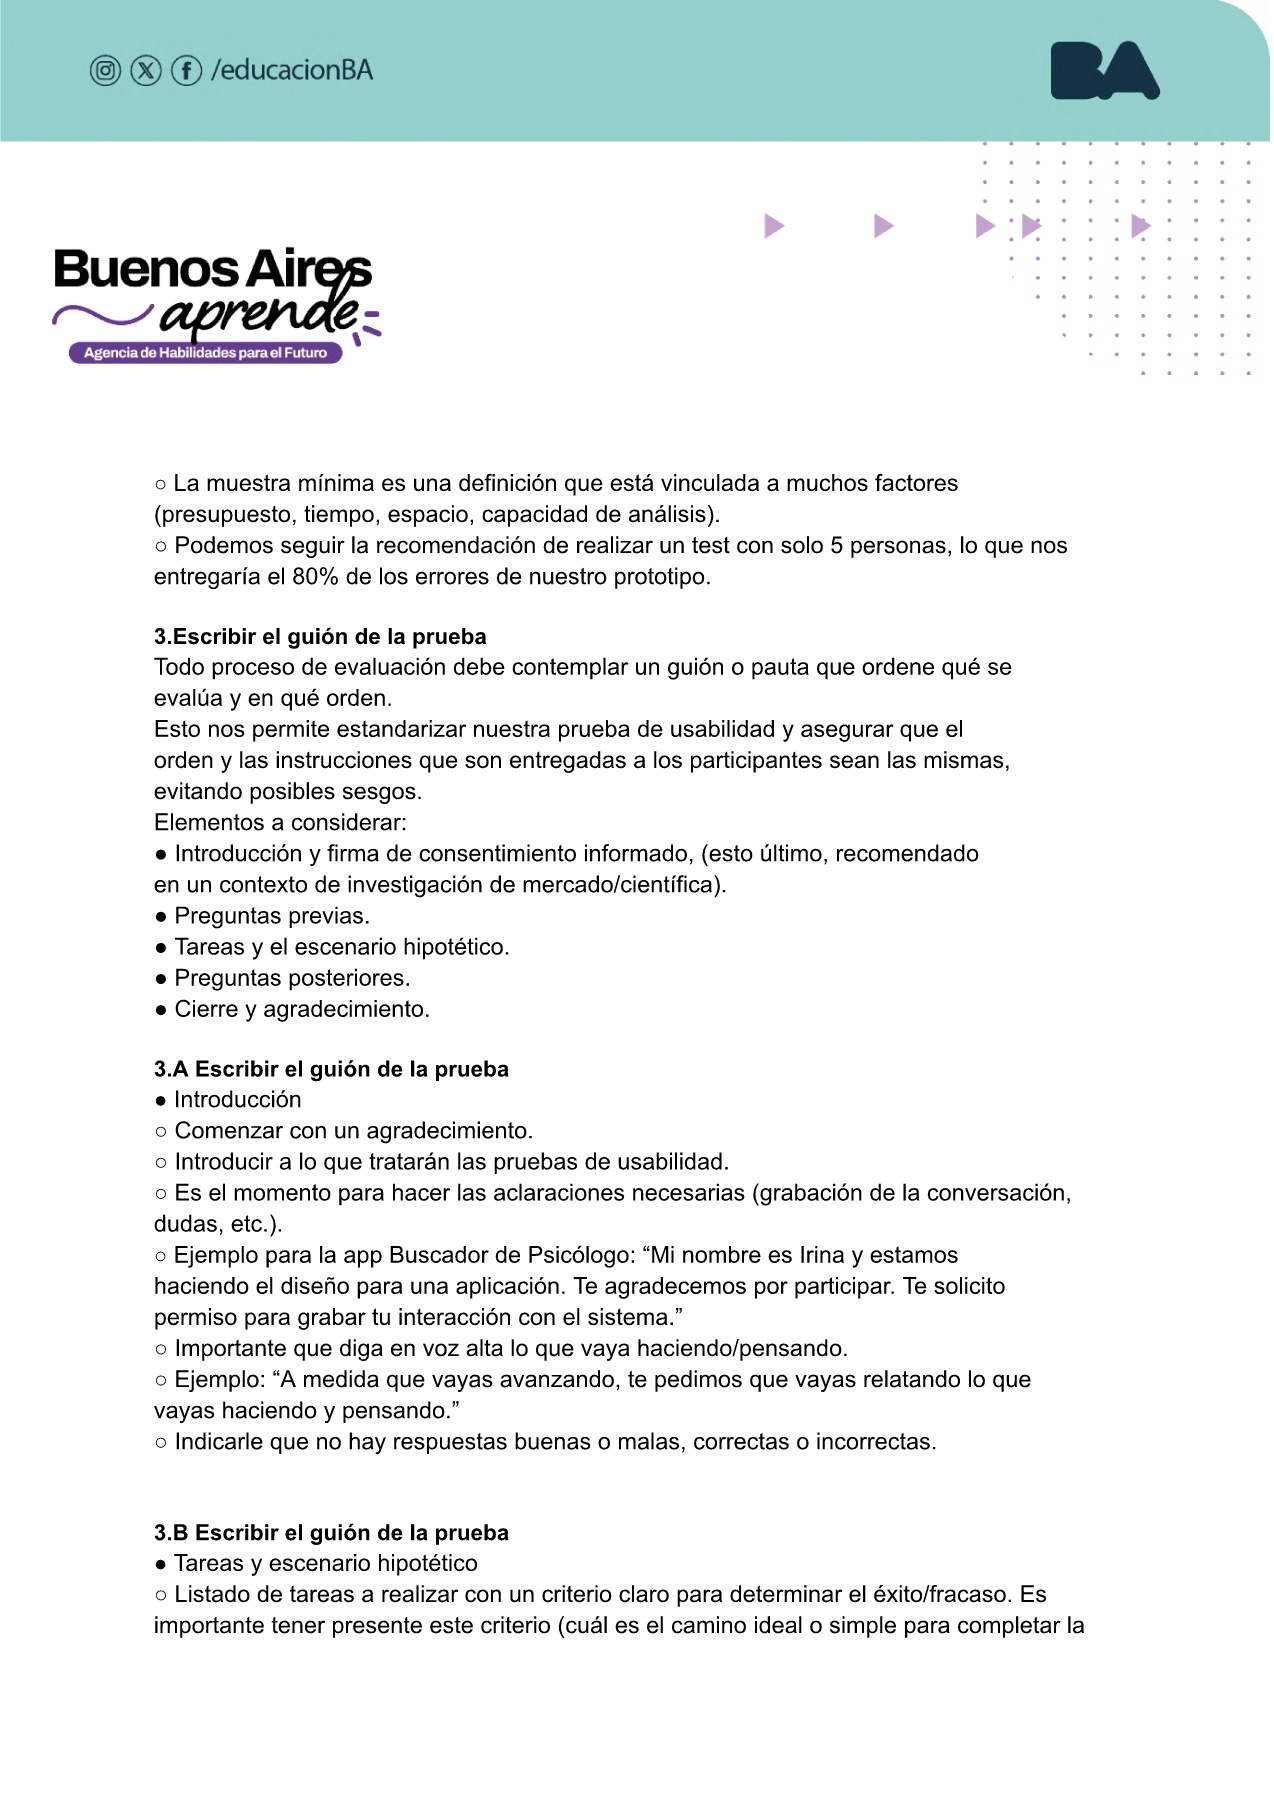 /educacionBA
BA
Buenos Aires
aprende
Agencia de Habilidades para el Futuro
○ La muestra mínima es una definición que está vinculada a muchos factores
(presupuesto, tiempo, espacio, capacidad de análisis).
○ Podemos seguir la recomendación de realizar un test con solo 5 personas, lo que nos
entregaría el 80% de los errores de nuestro prototipo.
3.Escribir el guión de la prueba
Todo proceso de evaluación debe contemplar un guión o pauta que ordene qué se
evalúa y en qué orden.
Esto nos permite estandarizar nuestra prueba de usabilidad y asegurar que el
orden y las instrucciones que son entregadas a los participantes sean las mismas,
evitando posibles sesgos.
Elementos a considerar:
● Introducción y firma de consentimiento informado, (esto último, recomendado
en un contexto de investigación de mercado/científica).
● Preguntas previas.
● Tareas y el escenario hipotético.
● Preguntas posteriores.
● Cierre y agradecimiento.
3.A Escribir el guión de la prueba
● Introducción
○ Comenzar con un agradecimiento.
○ Introducir a lo que tratarán las pruebas de usabilidad.
○ Es el momento para hacer las aclaraciones necesarias (grabación de la conversación,
dudas, etc.).
○ Ejemplo para la app Buscador de Psicólogo: “Mi nombre es Irina y estamos
haciendo el diseño para una aplicación. Te agradecemos por participar. Te solicito
permiso para grabar tu interacción con el sistema.”
○ Importante que diga en voz alta lo que vaya haciendo/pensando.
○ Ejemplo: “A medida que vayas avanzando, te pedimos que vayas relatando lo que
vayas haciendo y pensando.”
○ Indicarle que no hay respuestas buenas o malas, correctas o incorrectas.
3.B Escribir el guión de la prueba
● Tareas y escenario hipotético
○ Listado de tareas a realizar con un criterio claro para determinar el éxito/fracaso. Es
importante tener presente este criterio (cuál es el camino ideal o simple para completar la